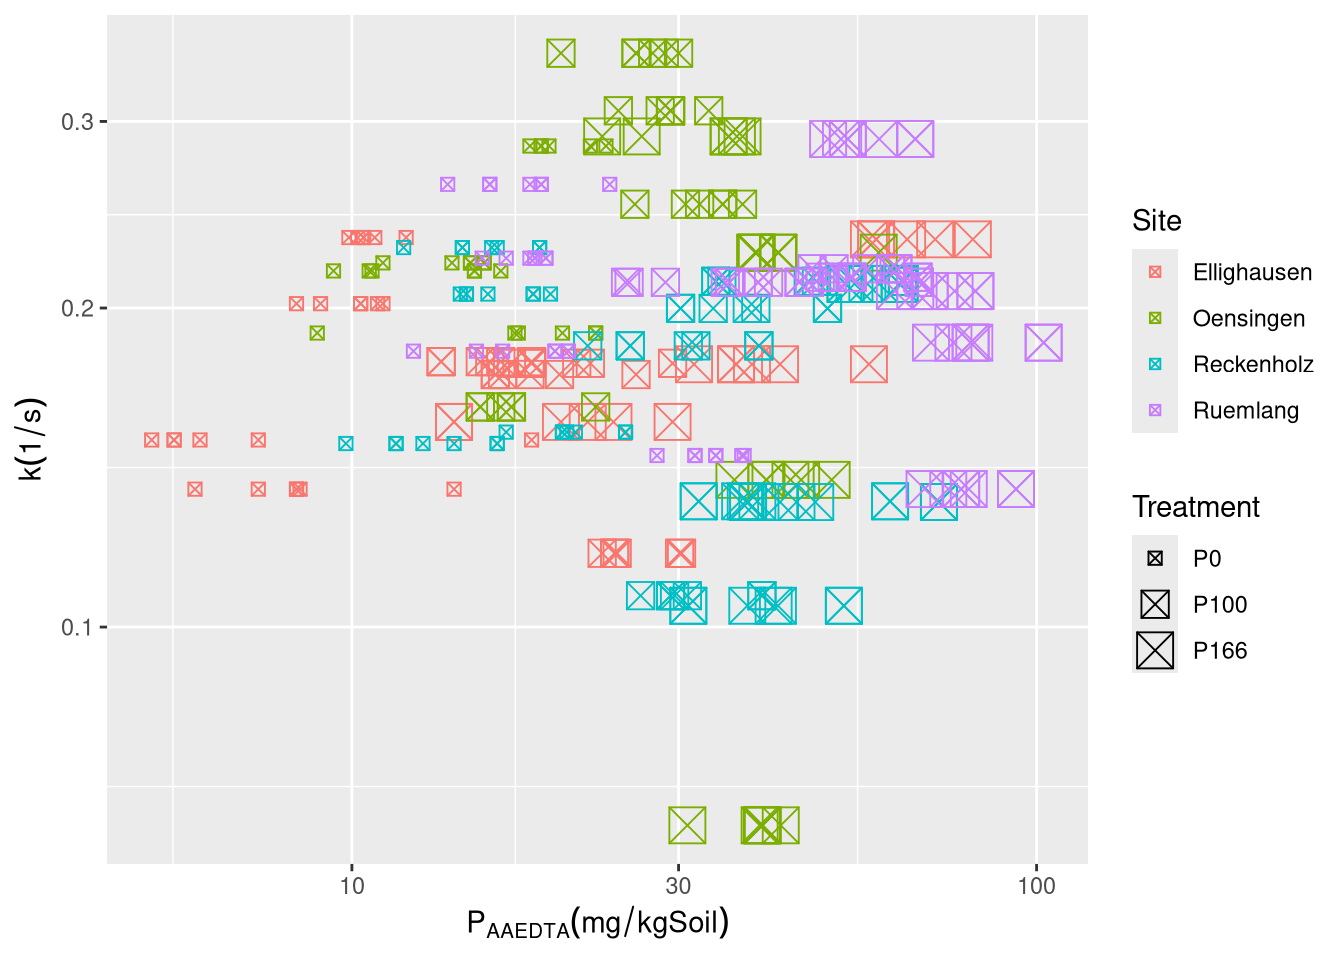 0.3
0.2
0.1
k(1/s)
10
30
100
PAAEDTA(mg/kgSoil)
Site
Ellighausen
Oensingen
Reckenholz
Ruemlang
Treatment
P0
P100
P166